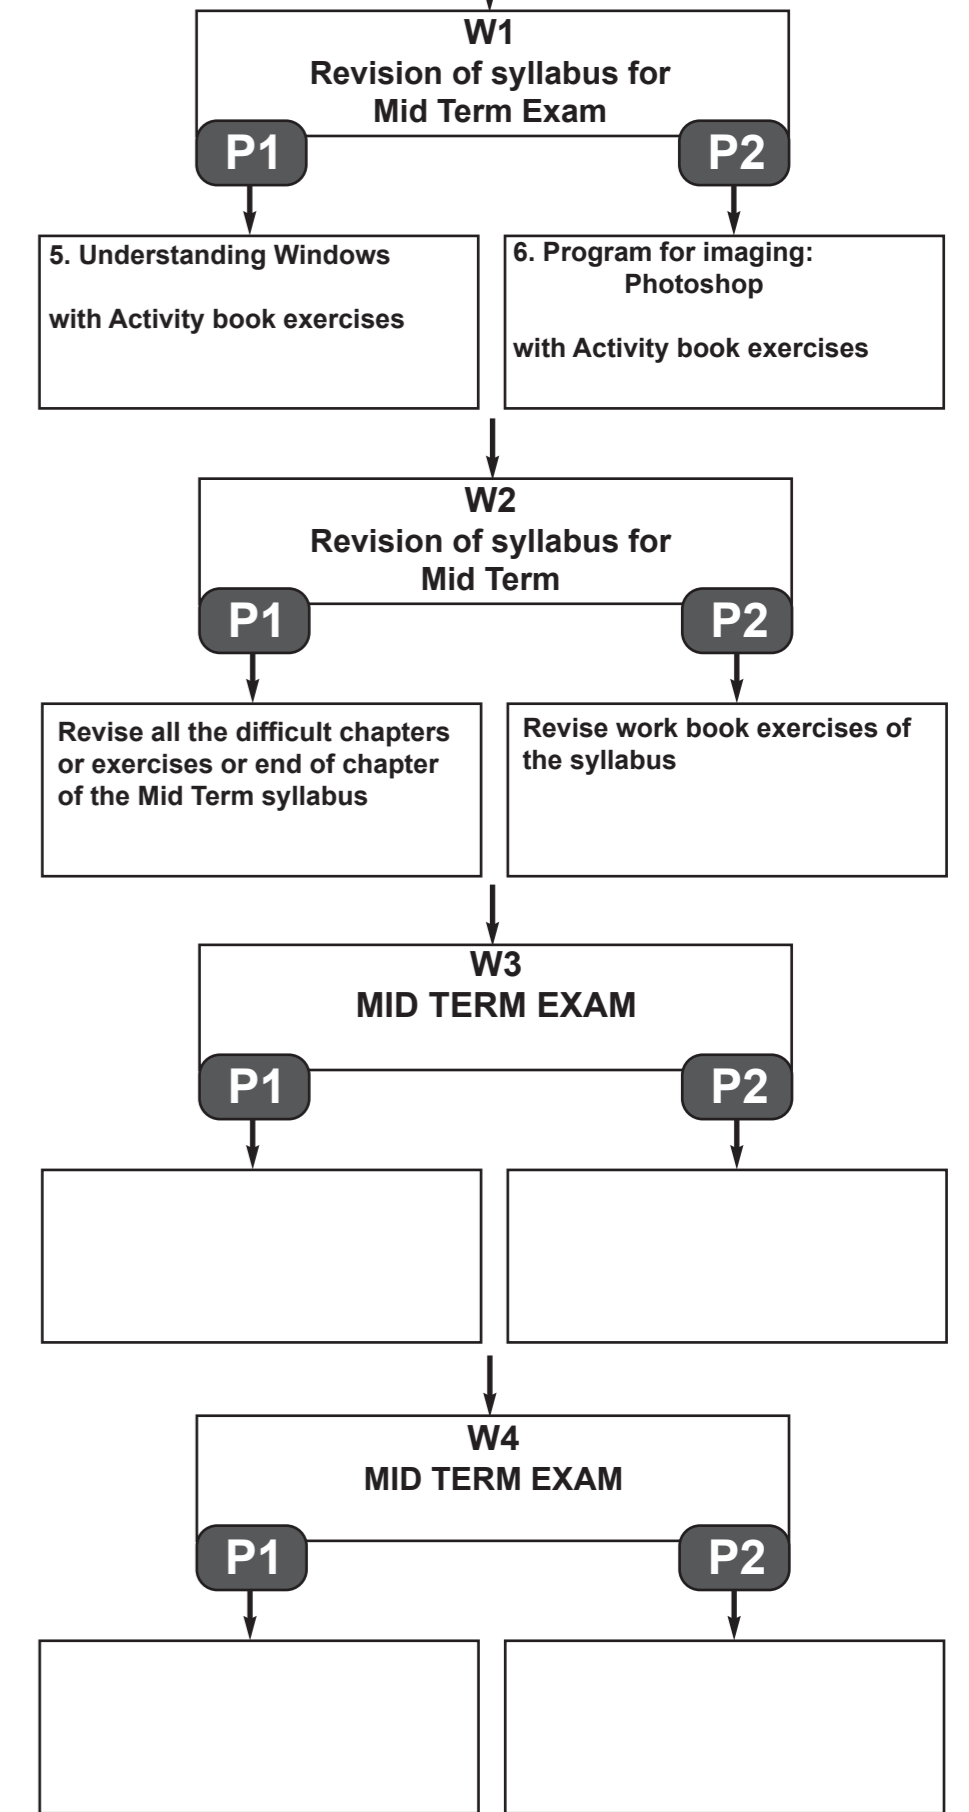 W1
Revision of syllabus for
Mid Term Exam
P1
P2
5. Understanding Windows
with Activity book exercises
6. Program for imaging:
Photoshop
with Activity book exercises
W2
Revision of syllabus for
Mid Term
P1
P2
Revise all the difficult chapters
or exercises or end of chapter
of the Mid Term syllabus
Revise work book exercises of
the syllabus
W3
MID TERM EXAM
P1
P2
W4
MID TERM EXAM
P1
P2